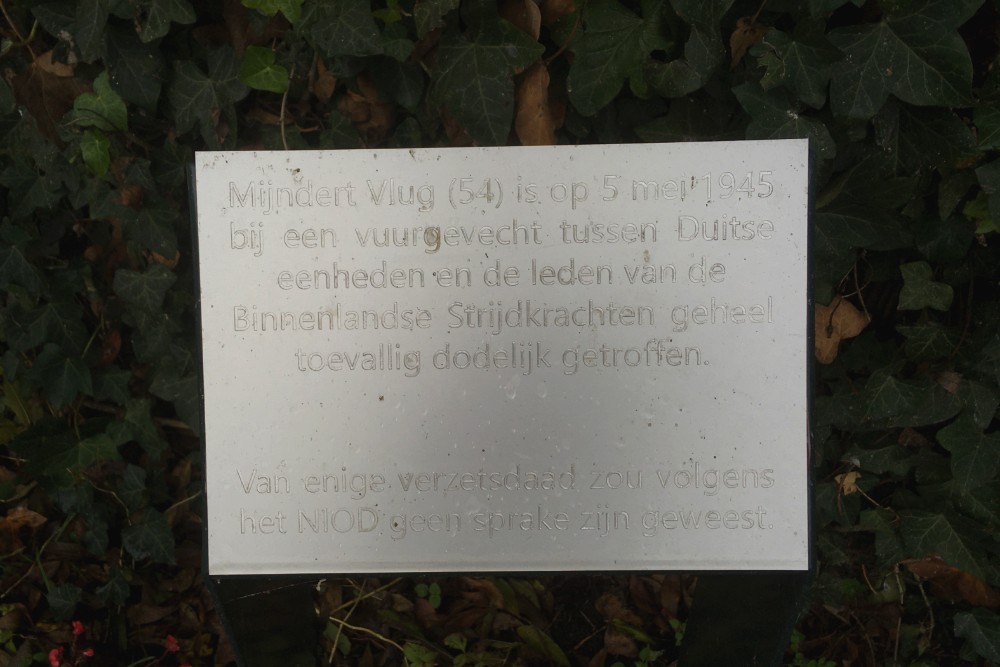 Mijndert Vlug (54) is op 5 mei 1945
bij een vuurgevecht tussen Duitse
eenheden en de leden van de
Binnenlandse Strijdkrachten geheel
toevallig dodelijk getroffen.
Van enige verzetsdaad zou volgens
het NIOD geen sprake zijn geweest.